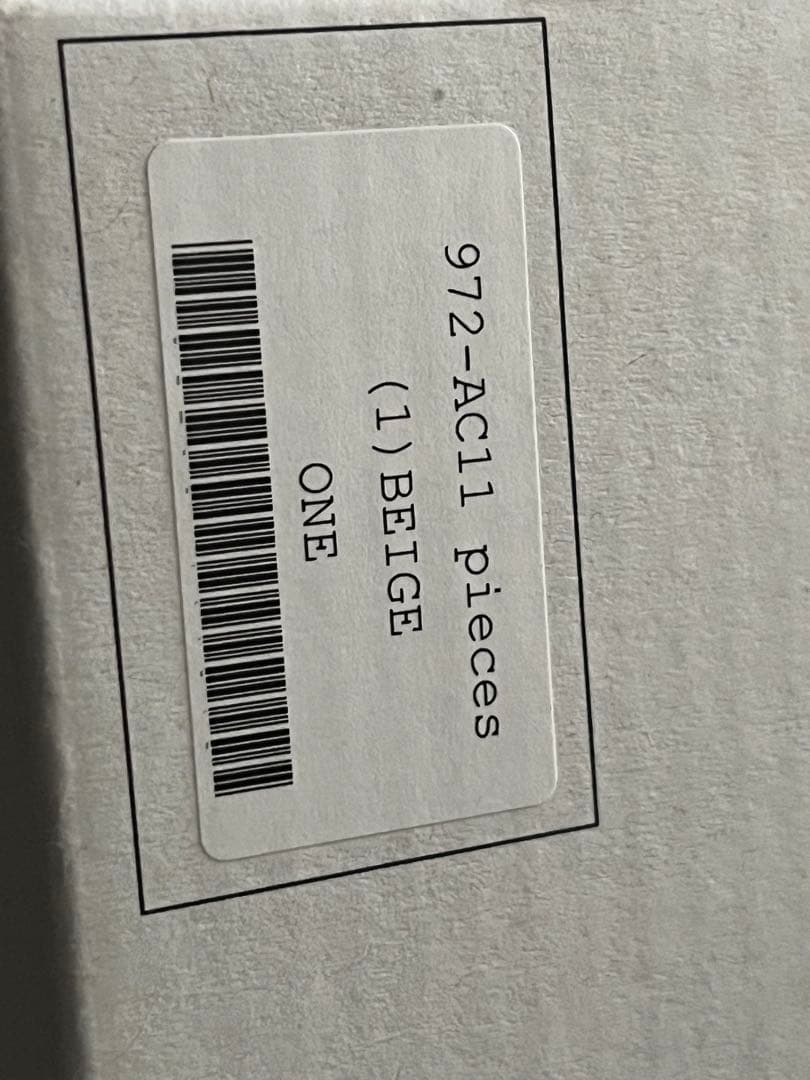 972-AC11 pieces
(1)BEIGE
ONE